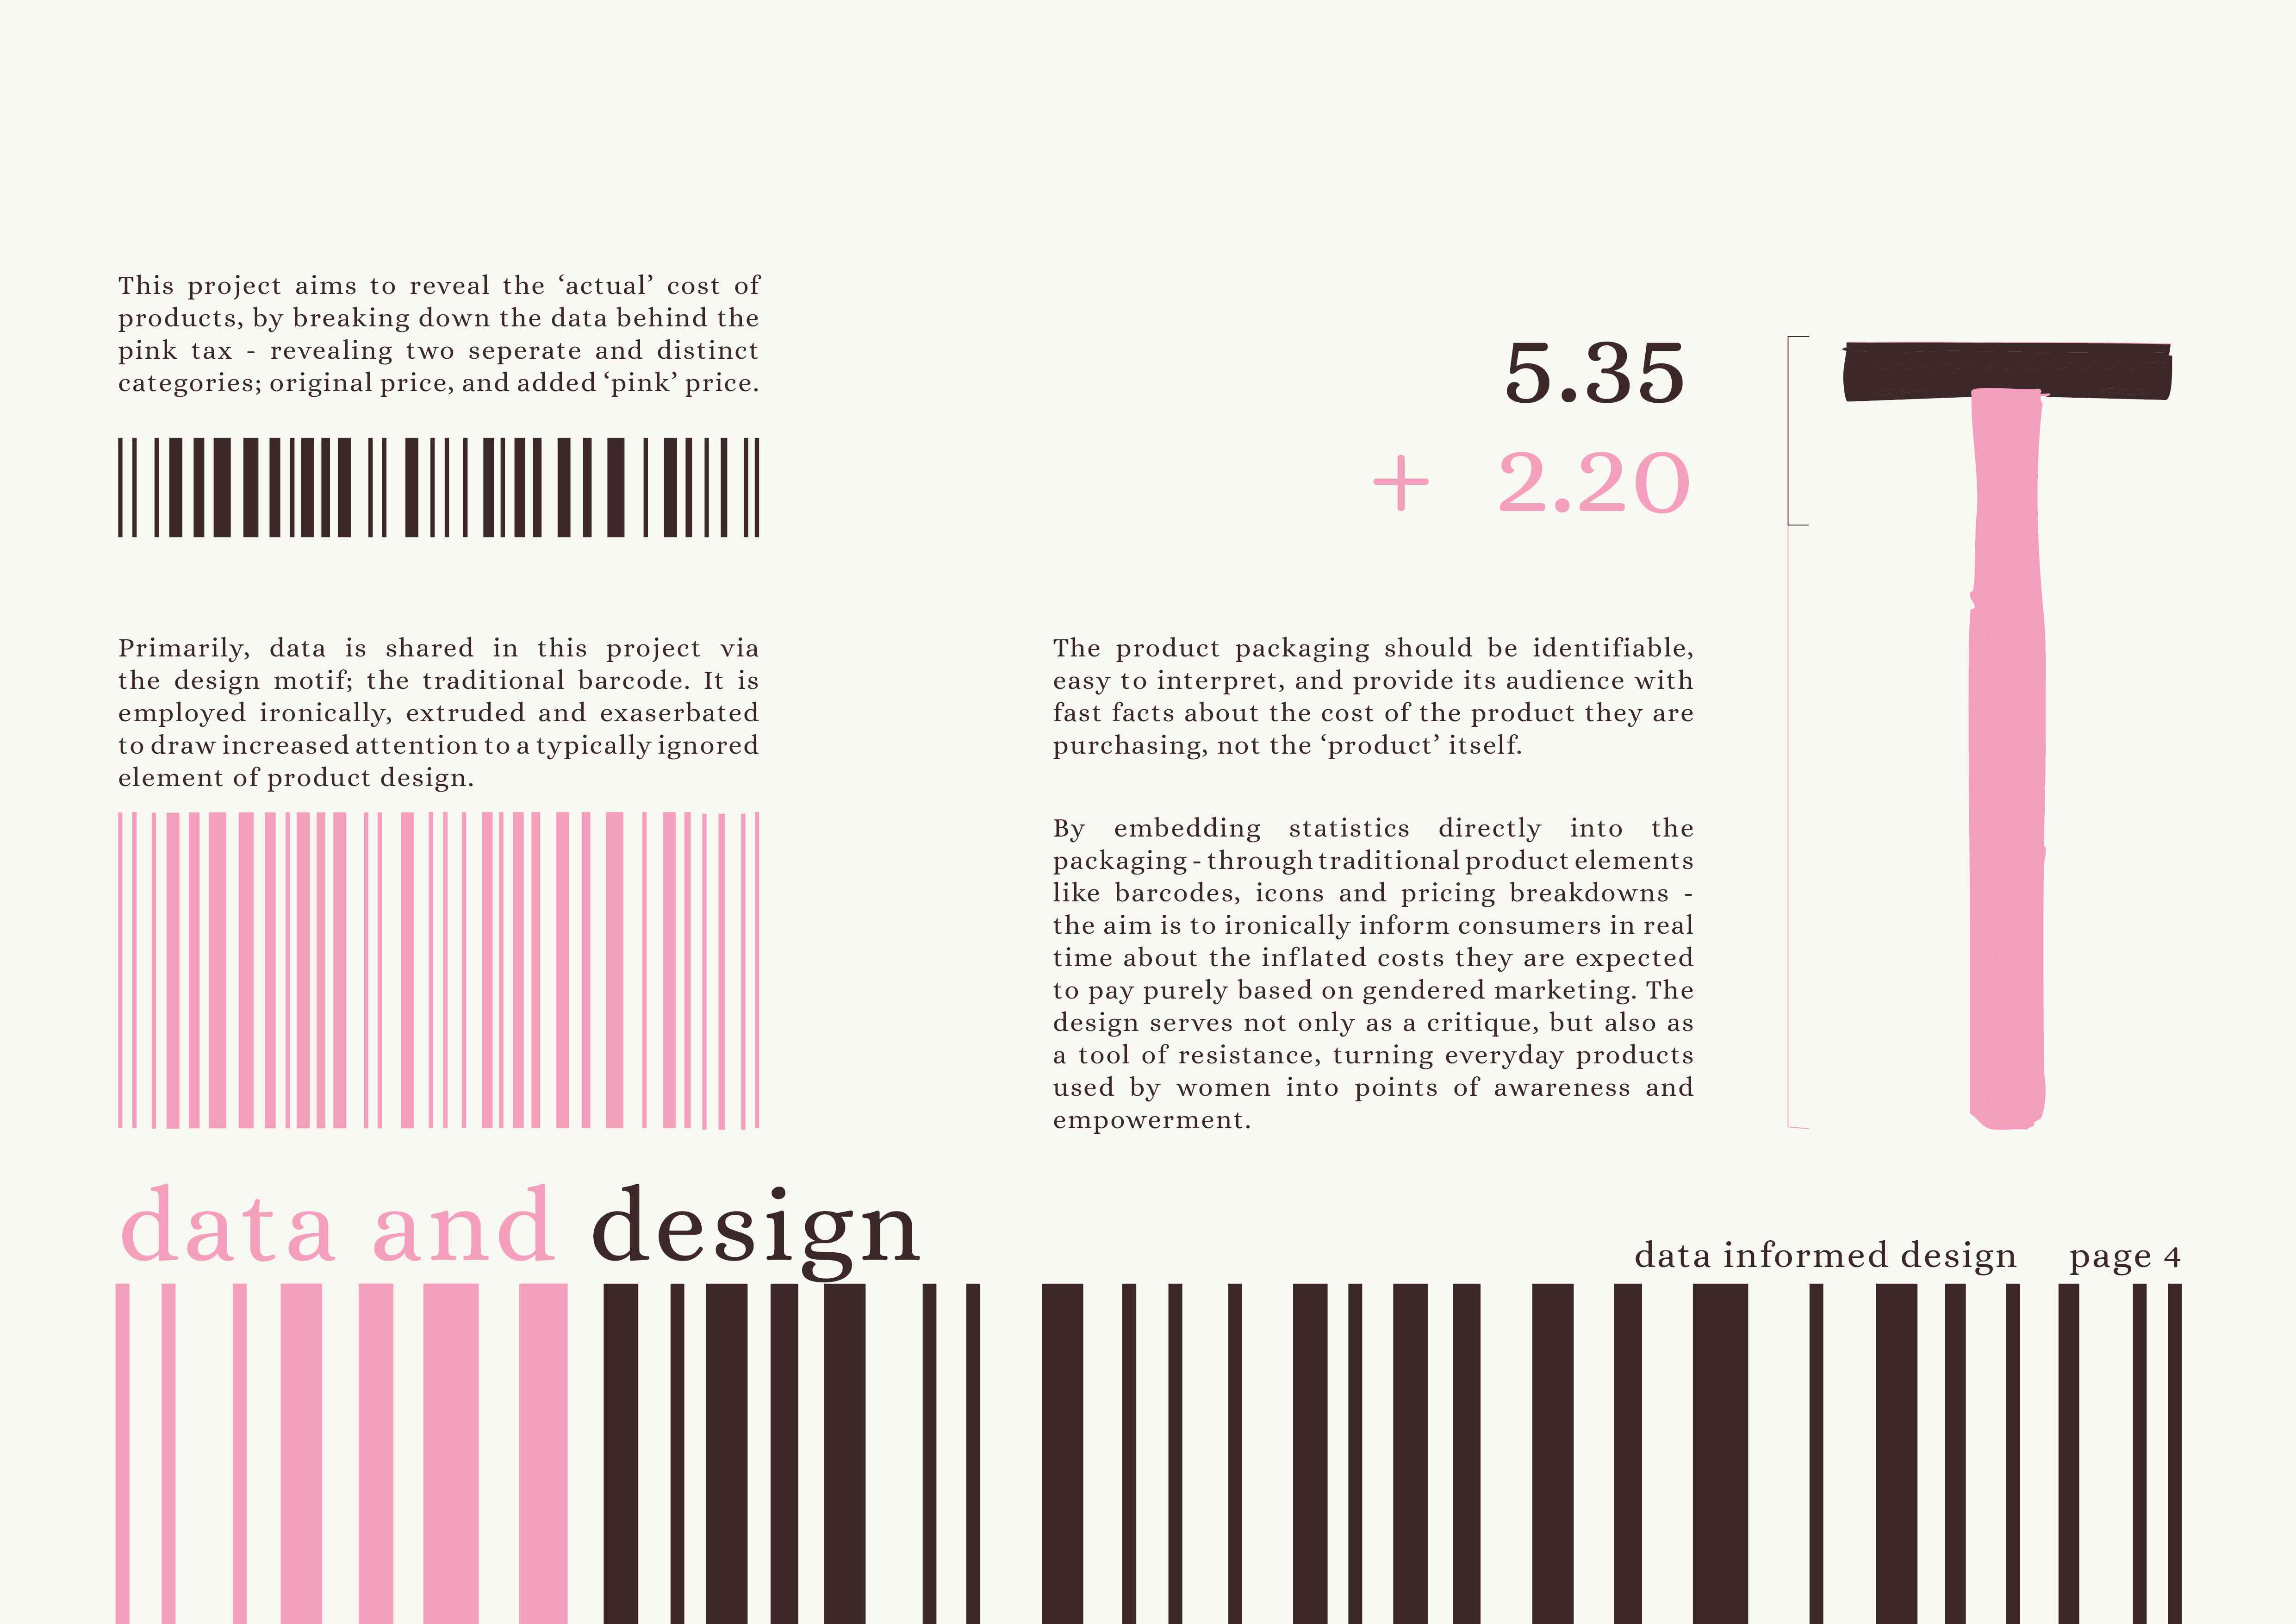 This project aims to reveal the ‘actual’ cost of
products, by breaking down the data behind the
pink tax - revealing two seperate and distinct
categories; original price, and added ‘pink’ price.
Primarily, data is shared in this project via
the design motif; the traditional barcode. It is
employed ironically, extruded and exaserbated
to draw increased attention to a typically ignored
element of product design.
5.35
+ 2.20
The product packaging should be identifiable,
easy to interpret, and provide its audience with
fast facts about the cost of the product they are
purchasing, not the ‘product’ itself.
By embedding statistics directly into the
packaging - through traditional product elements
like barcodes, icons and pricing breakdowns -
the aim is to ironically inform consumers in real
time about the inflated costs they are expected
to pay purely based on gendered marketing. The
design serves not only as a critique, but also as
a tool of resistance, turning everyday products
used by women into points of awareness and
empowerment.
data and design
data informed design page 4